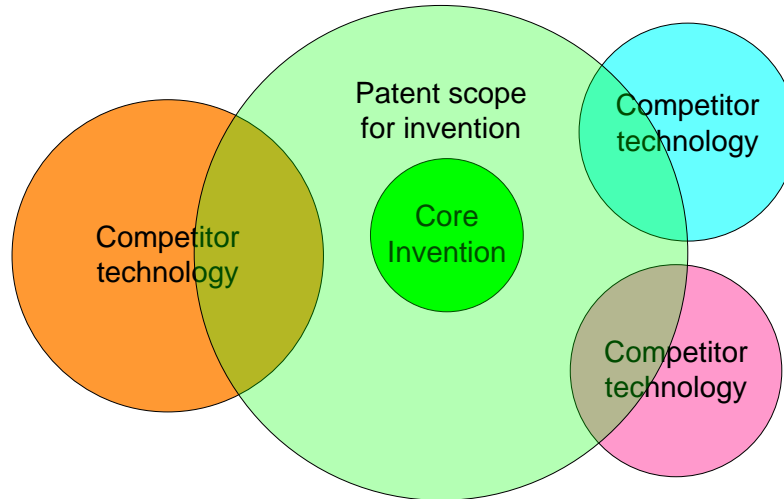 Patent scope
for invention
Competitor
technology
Core
Invention
Competitor
technology
Competitor
technology